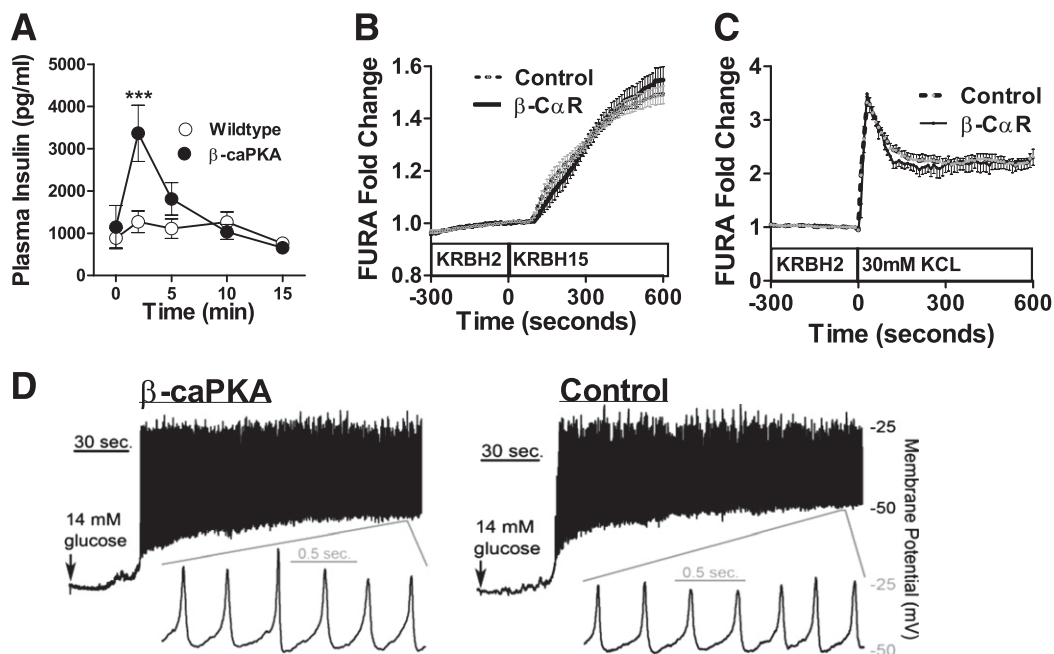 A
Plasma Insulin (pg/ml)
5000
4000
3000
2000
1000
0
***
Wildtype
β-caPKA
0 5 10 15
Time (min)
B
FURA Fold Change
1.6
1.4
1.2
1.0
0.8
Control
β-CαR
KRBH2 KRBH15
-300 0 300 600
Time (seconds)
C
FURA Fold Change
4
3
2
1
0
Control
β-CαR
KRBH2 30mM KCL
-300 0 300 600
Time (seconds)
D
β-caPKA
30 sec.
14 mM
glucose
0.5 sec.
Control
30 sec.
14 mM
glucose
0.5 sec.
-25
-50
-25
-50
Membrane Potential (mV)